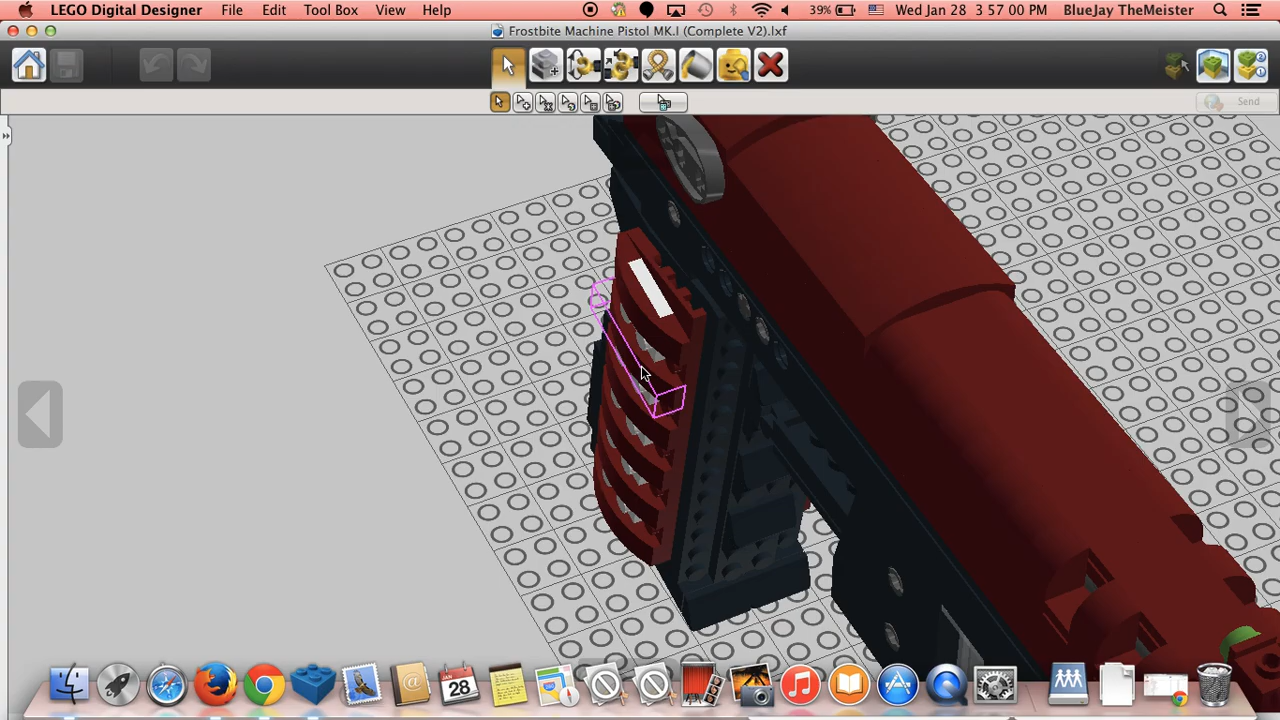 LEGO Digital Designer File Edit Tool Box View Help 39% Wed Jan 28 3 57 00 PM BlueJay TheMeister
Frostbite Machine Pistol MK.I (Complete V2).lxf
Send
28